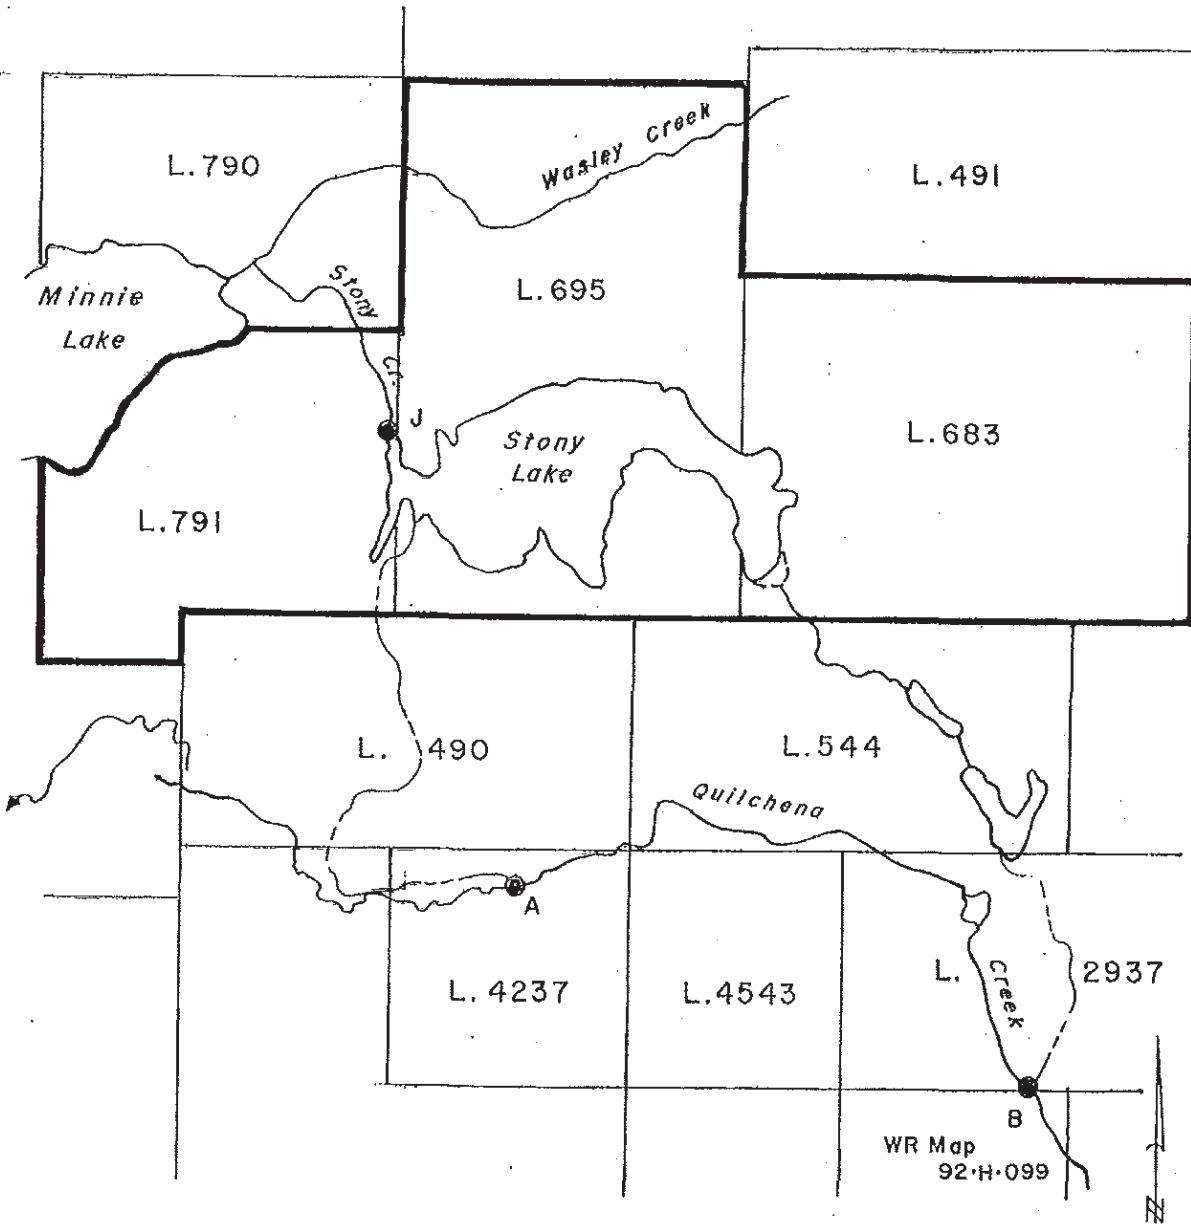 L.790
Wasley Creek
L.491
Minnie
Lake
Stony
Cr.
L.695
J
Stony
Lake
L.683
L.791
L. 490
L.544
Quilchena
A
L. 4237
L.4543
L. 2937
Creek
B
WR Map
92·H·099
N